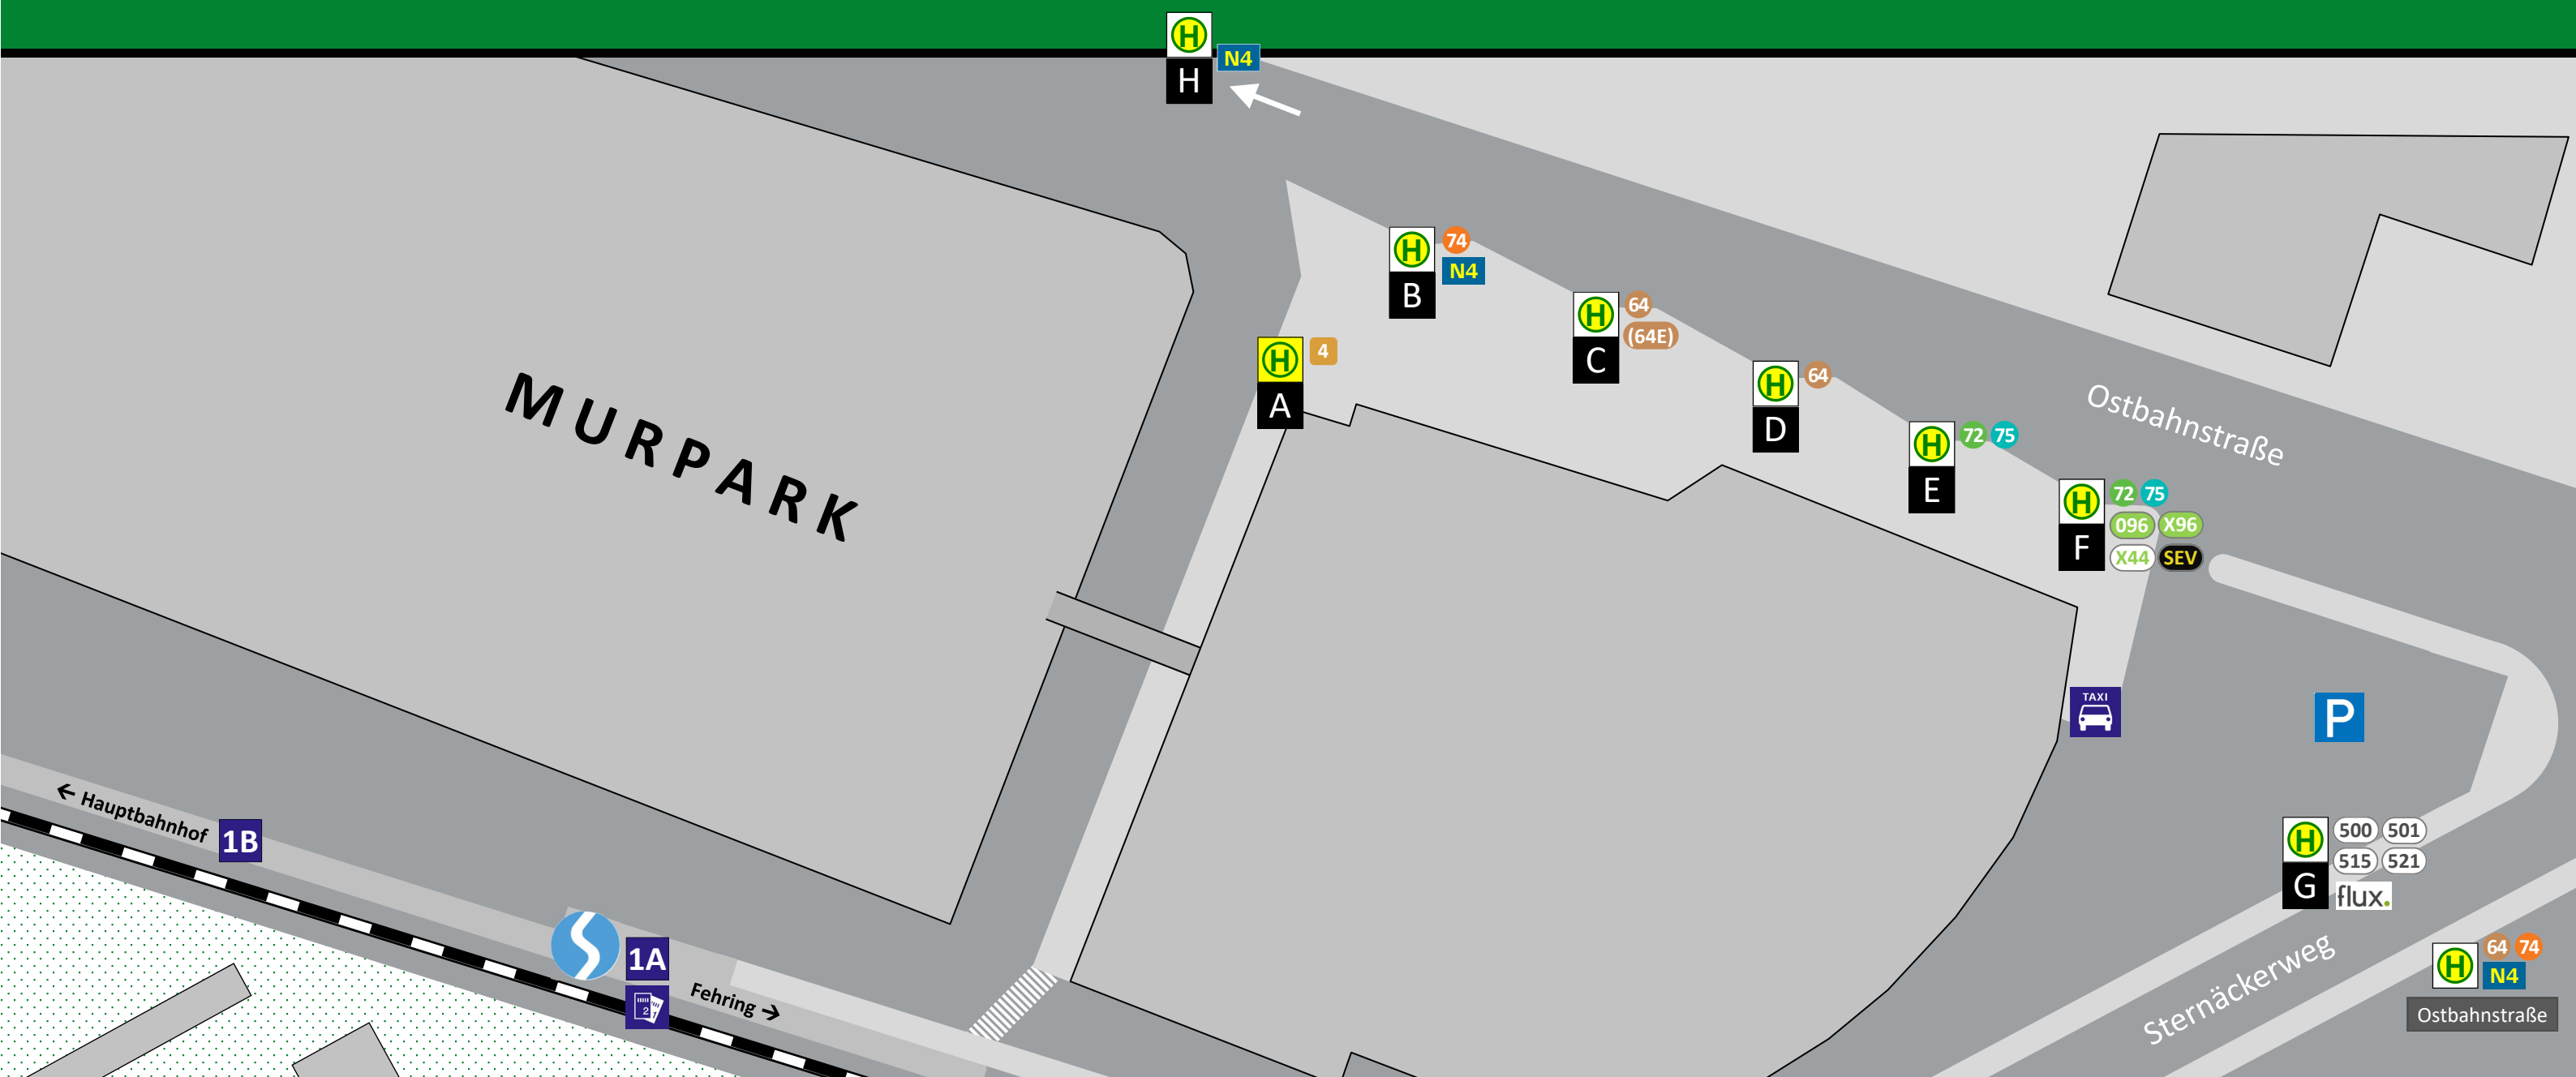 H
N4
H
H
74
N4
B
H
64
(64E)
C
H
4
A
H
64
D
H
72 75
E
H
72 75
096 X96
X44 SEV
F
Ostbahnstraße
MURPARK
TAXI
P
← Hauptbahnhof
1B
1A
2
Fehring →
H
500 501
515 521
G
flux.
Sternäckerweg
H
64 74
N4
Ostbahnstraße